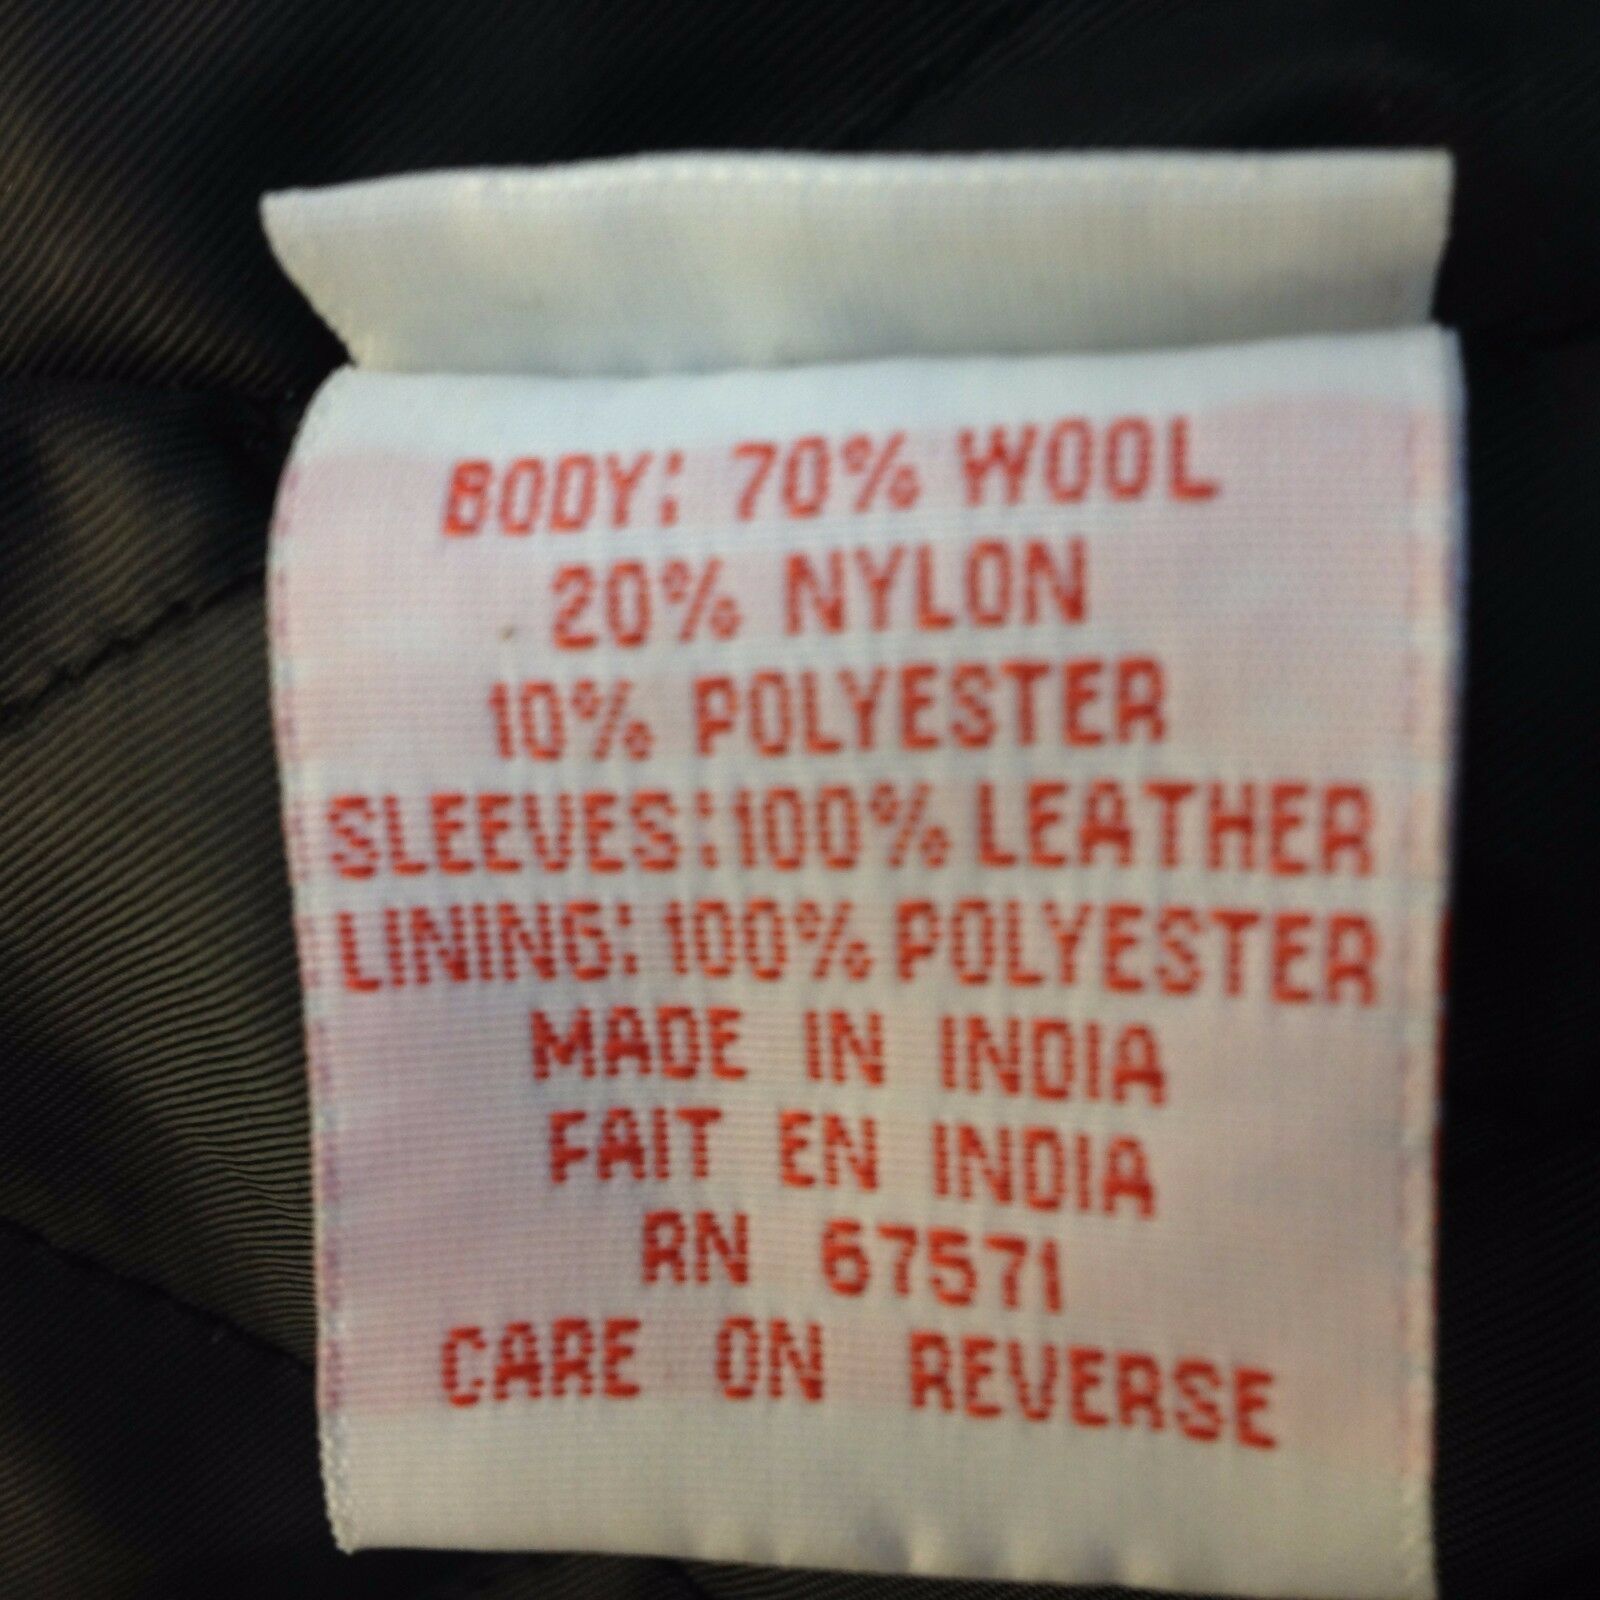 BODY: 70% WOOL
20% NYLON
10% POLYESTER
SLEEVES: 100% LEATHER
LINING: 100% POLYESTER
MADE IN INDIA
FAIT EN INDIA
RN 67571
CARE ON REVERSE